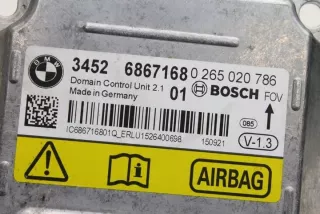 BMW
3452 6867168 0 265 020 786
Domain Control Unit 2.1 01 BOSCH FOV
Made in Germany
085
IC686716801Q_ERLU1526400698 150921 V-1.3
AIRBAG